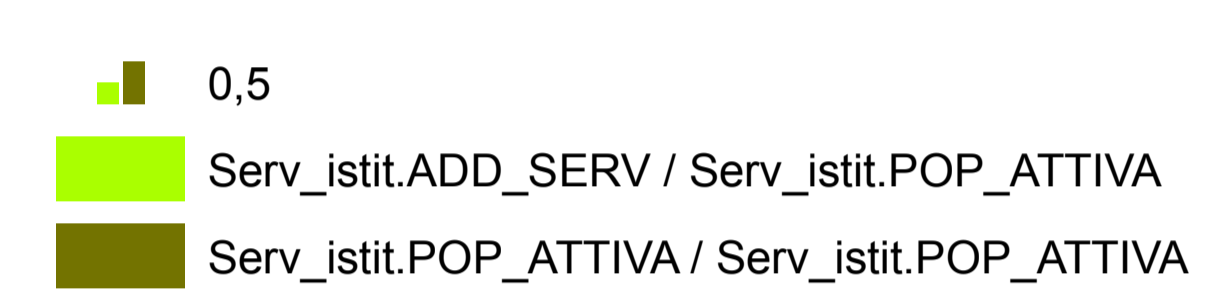 0,5
Serv_istit.ADD_SERV / Serv_istit.POP_ATTIVA
Serv_istit.POP_ATTIVA / Serv_istit.POP_ATTIVA